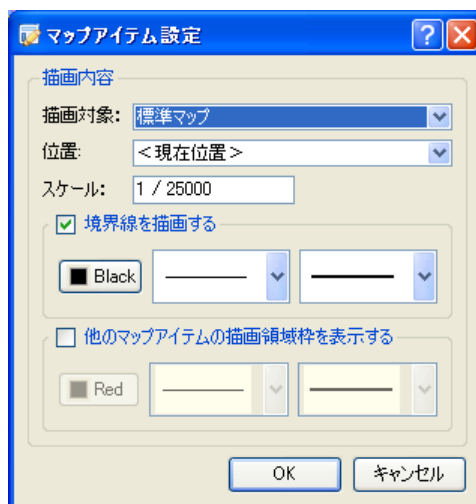 マップアイテム設定
描画内容
描画対象: 標準マップ
位置: <現在位置>
スケール: 1 / 25000
境界線を描画する
Black
他のマップアイテムの描画領域枠を表示する
Red
OK キャンセル